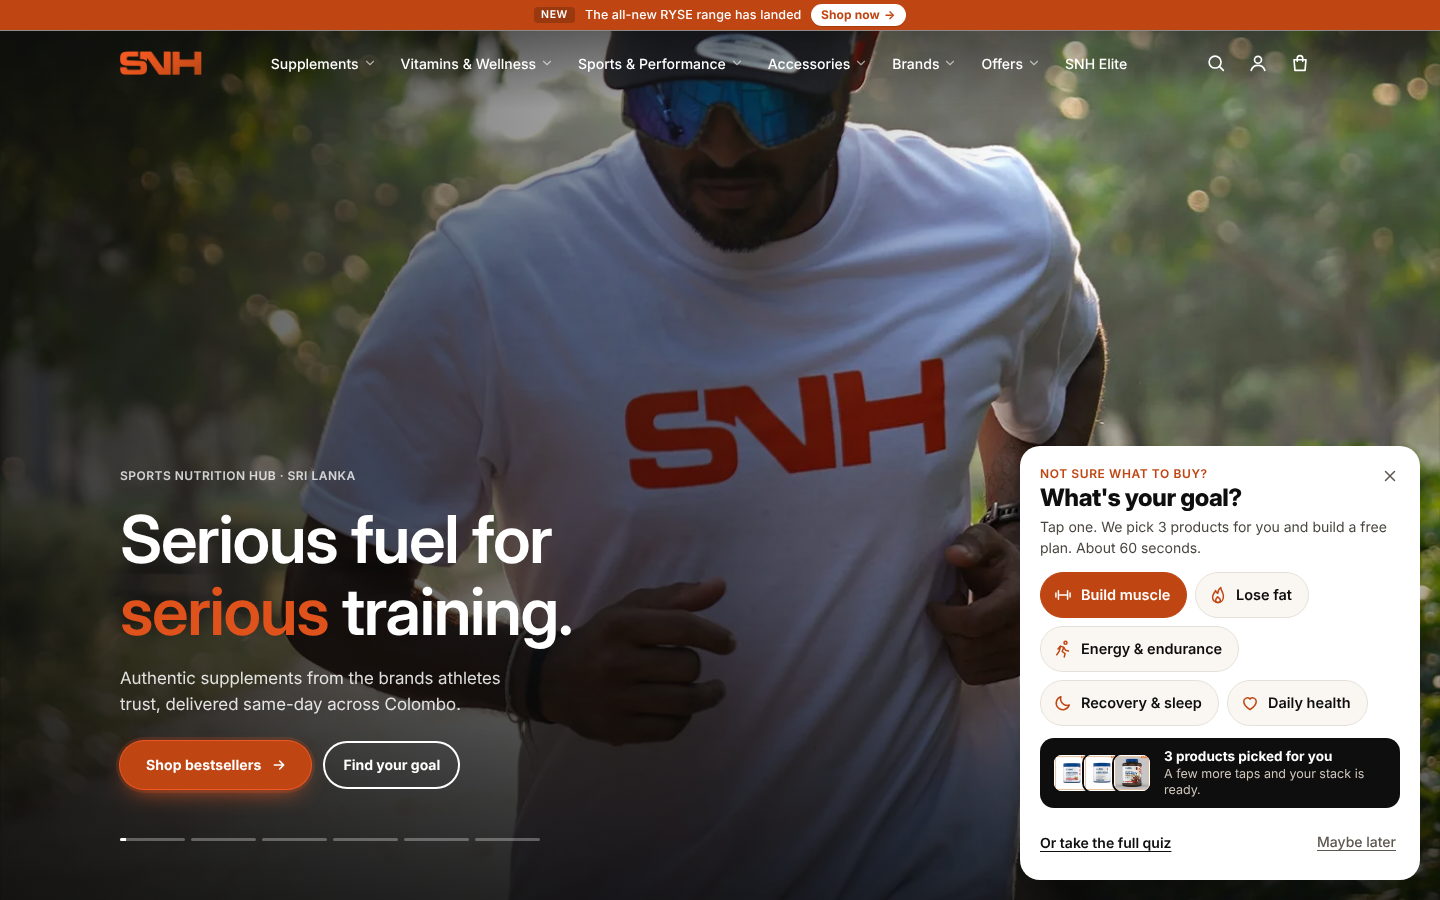 NEW The all-new RYSE range has landed Shop now →
SNH Supplements Vitamins & Wellness Sports & Performance Accessories Brands Offers SNH Elite
SNH
SPORTS NUTRITION HUB · SRI LANKA
Serious fuel for
serious training.
Authentic supplements from the brands athletes
trust, delivered same-day across Colombo.
Shop bestsellers → Find your goal
NOT SURE WHAT TO BUY?
What's your goal?
Tap one. We pick 3 products for you and build a free
plan. About 60 seconds.
Build muscle Lose fat
Energy & endurance
Recovery & sleep Daily health
3 products picked for you
A few more taps and your stack is
ready.
Or take the full quiz Maybe later